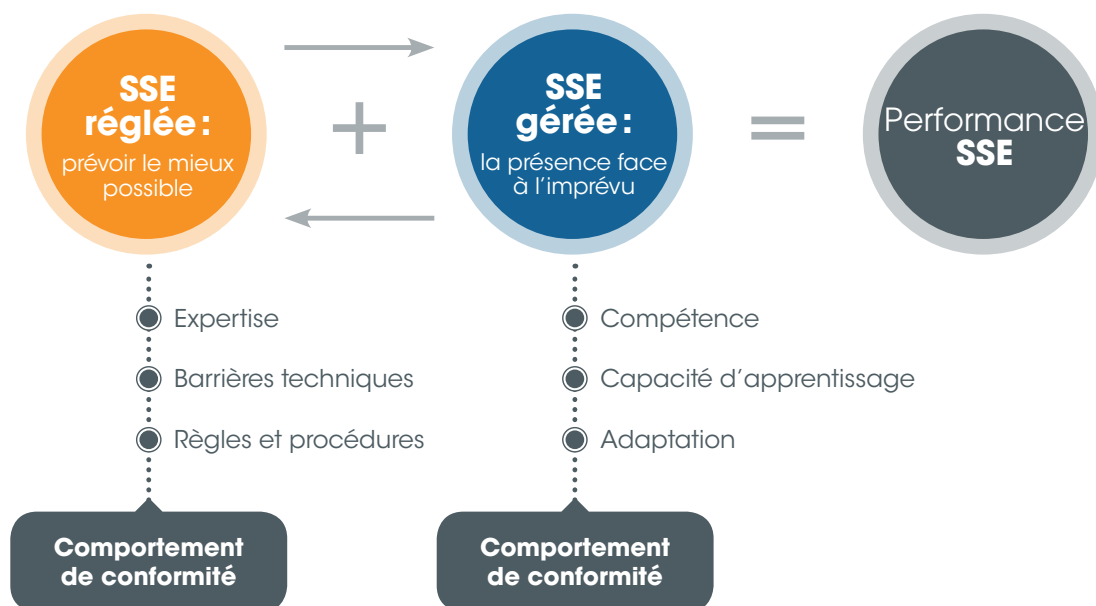 SSE
réglée :
prévoir le mieux
possible
+
SSE
gérée :
la présence face
à l’imprévu
=
Performance
SSE
Expertise
Barrières techniques
Règles et procédures
Compétence
Capacité d’apprentissage
Adaptation
Comportement
de conformité
Comportement
de conformité